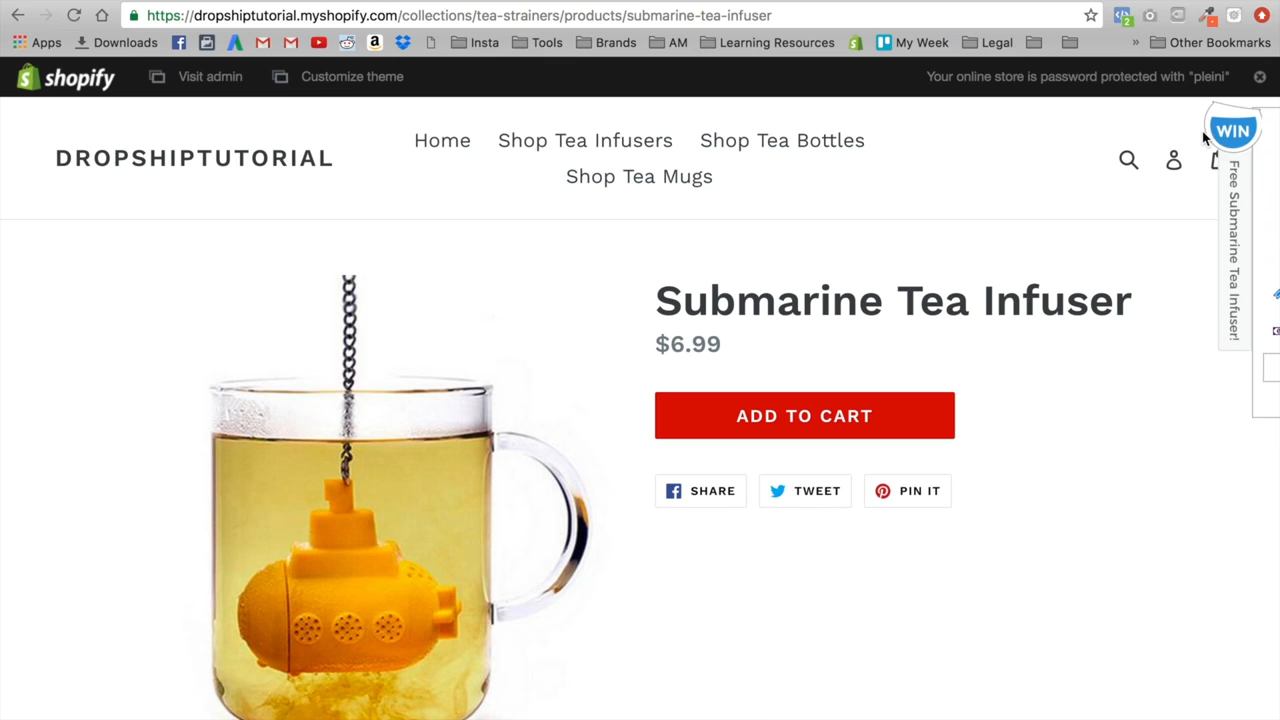 https://dropshiptutorial.myshopify.com/collections/tea-strainers/products/submarine-tea-infuser
2
Apps Downloads Insta Tools Brands AM Learning Resources My Week Legal » Other Bookmarks
shopify Visit admin Customize theme Your online store is password protected with "pleini"
WIN
Free Submarine Tea Infuser!
DROPSHIPTUTORIAL
Home Shop Tea Infusers Shop Tea Bottles
Shop Tea Mugs
Submarine Tea Infuser
$6.99
ADD TO CART
SHARE TWEET PIN IT